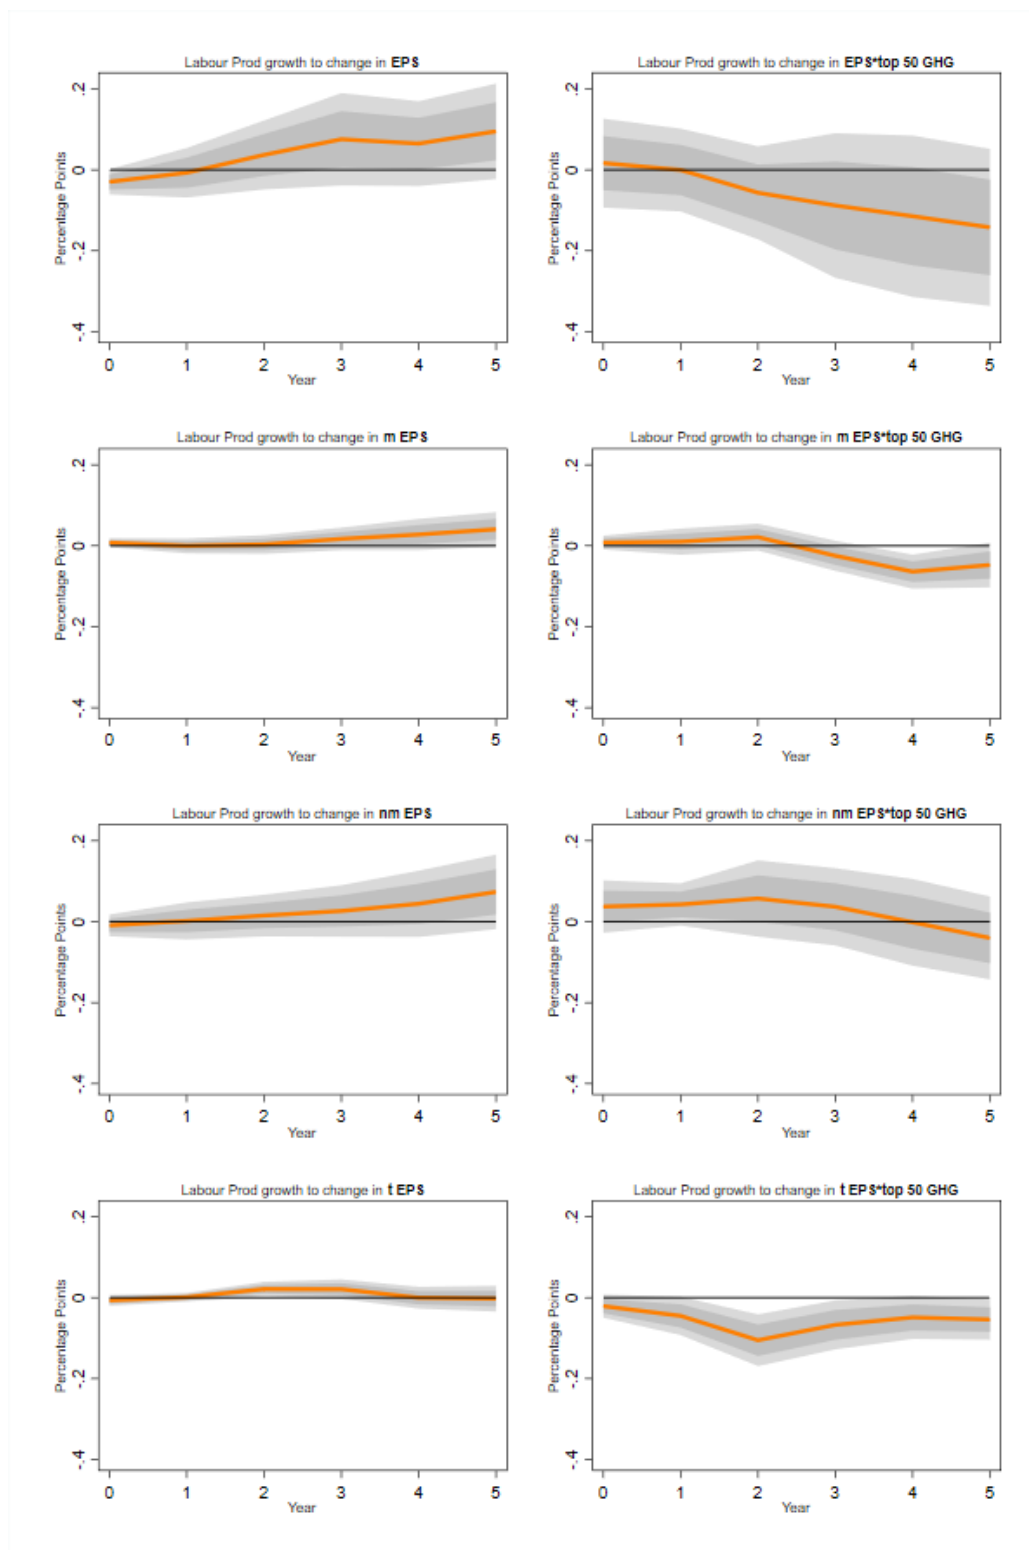 Labour Prod growth to change in EPS
Percentage Points
.2
0
-.2
-.4
0 1 2 3 4 5
Year
Labour Prod growth to change in EPS*top 50 GHG
Percentage Points
.2
0
-.2
-.4
0 1 2 3 4 5
Year
Labour Prod growth to change in m EPS
Percentage Points
.2
0
-.2
-.4
0 1 2 3 4 5
Year
Labour Prod growth to change in m EPS*top 50 GHG
Percentage Points
.2
0
-.2
-.4
0 1 2 3 4 5
Year
Labour Prod growth to change in nm EPS
Percentage Points
.2
0
-.2
-.4
0 1 2 3 4 5
Year
Labour Prod growth to change in nm EPS*top 50 GHG
Percentage Points
.2
0
-.2
-.4
0 1 2 3 4 5
Year
Labour Prod growth to change in t EPS
Percentage Points
.2
0
-.2
-.4
0 1 2 3 4 5
Year
Labour Prod growth to change in t EPS*top 50 GHG
Percentage Points
.2
0
-.2
-.4
0 1 2 3 4 5
Year